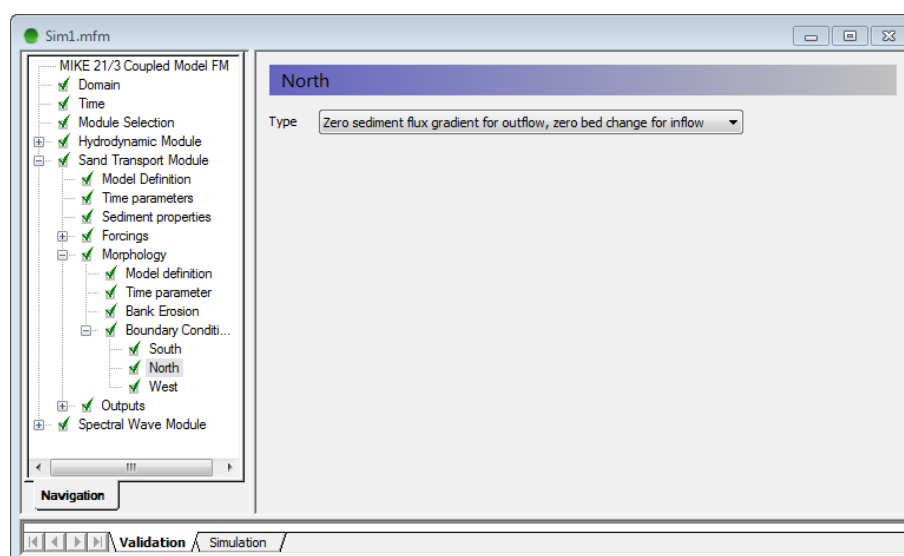 Sim1.mfm
MIKE 21/3 Coupled Model FM
Domain
Time
Module Selection
Hydrodynamic Module
Sand Transport Module
Model Definition
Time parameters
Sediment properties
Forcings
Morphology
Model definition
Time parameter
Bank Erosion
Boundary Conditi...
South
North
West
Outputs
Spectral Wave Module
Navigation
North
Type Zero sediment flux gradient for outflow, zero bed change for inflow
Validation Simulation